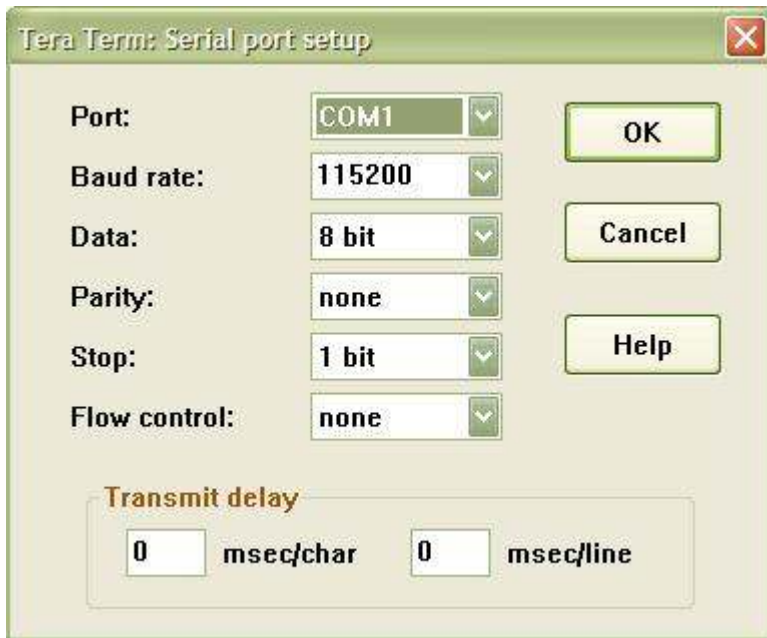 Tera Term: Serial port setup
Port: COM1
OK
Baud rate: 115200
Data: 8 bit
Cancel
Parity: none
Stop: 1 bit
Help
Flow control: none
Transmit delay
0 msec/char 0 msec/line